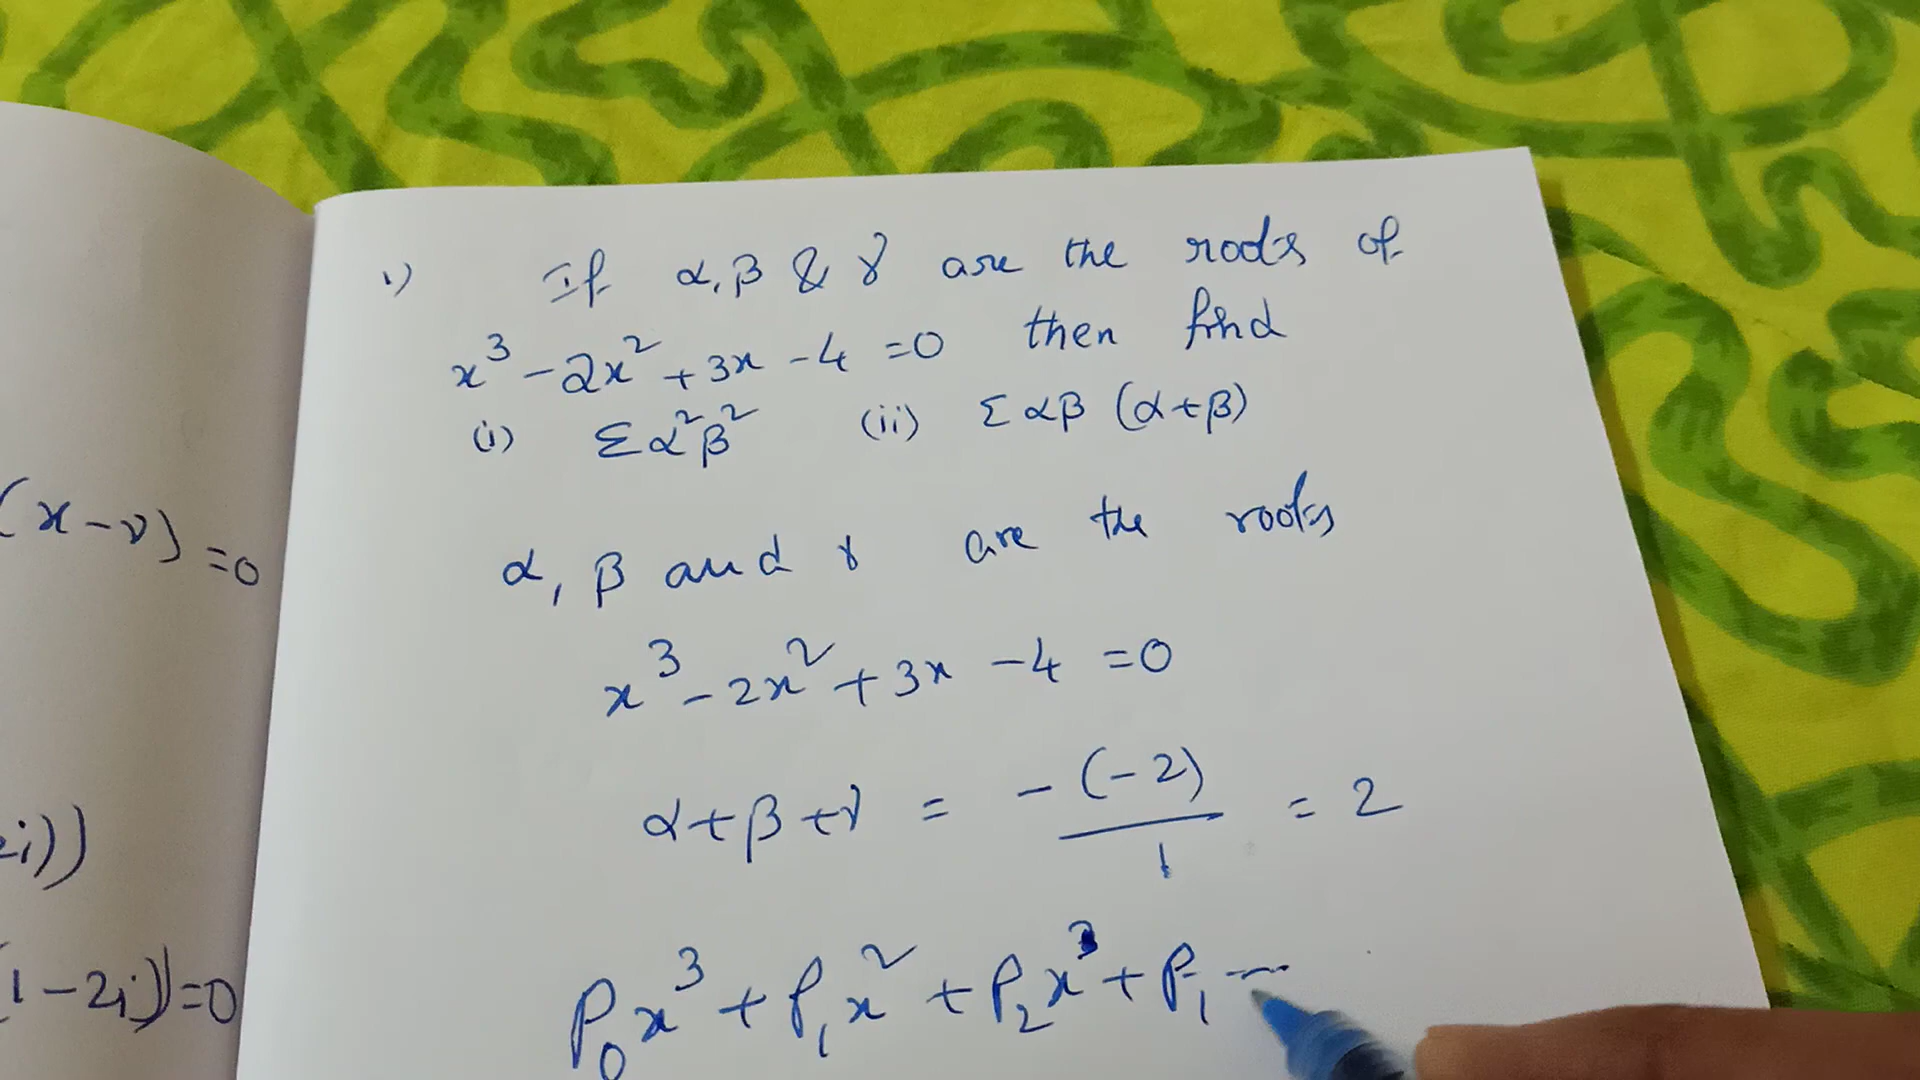 (x-ν)=0
2i))
(1-2i))=0
1) If α, β & γ are the roots of
x³ - 2x² + 3x - 4 = 0 then find
(i) Σα²β² (ii) Σαβ (α+β)
α, β and γ are the roots
x³ - 2x² + 3x - 4 = 0
α+β+γ = -(-2)/1 = 2
P₀x³ + P₁x² + P₂x³ + P₁ -